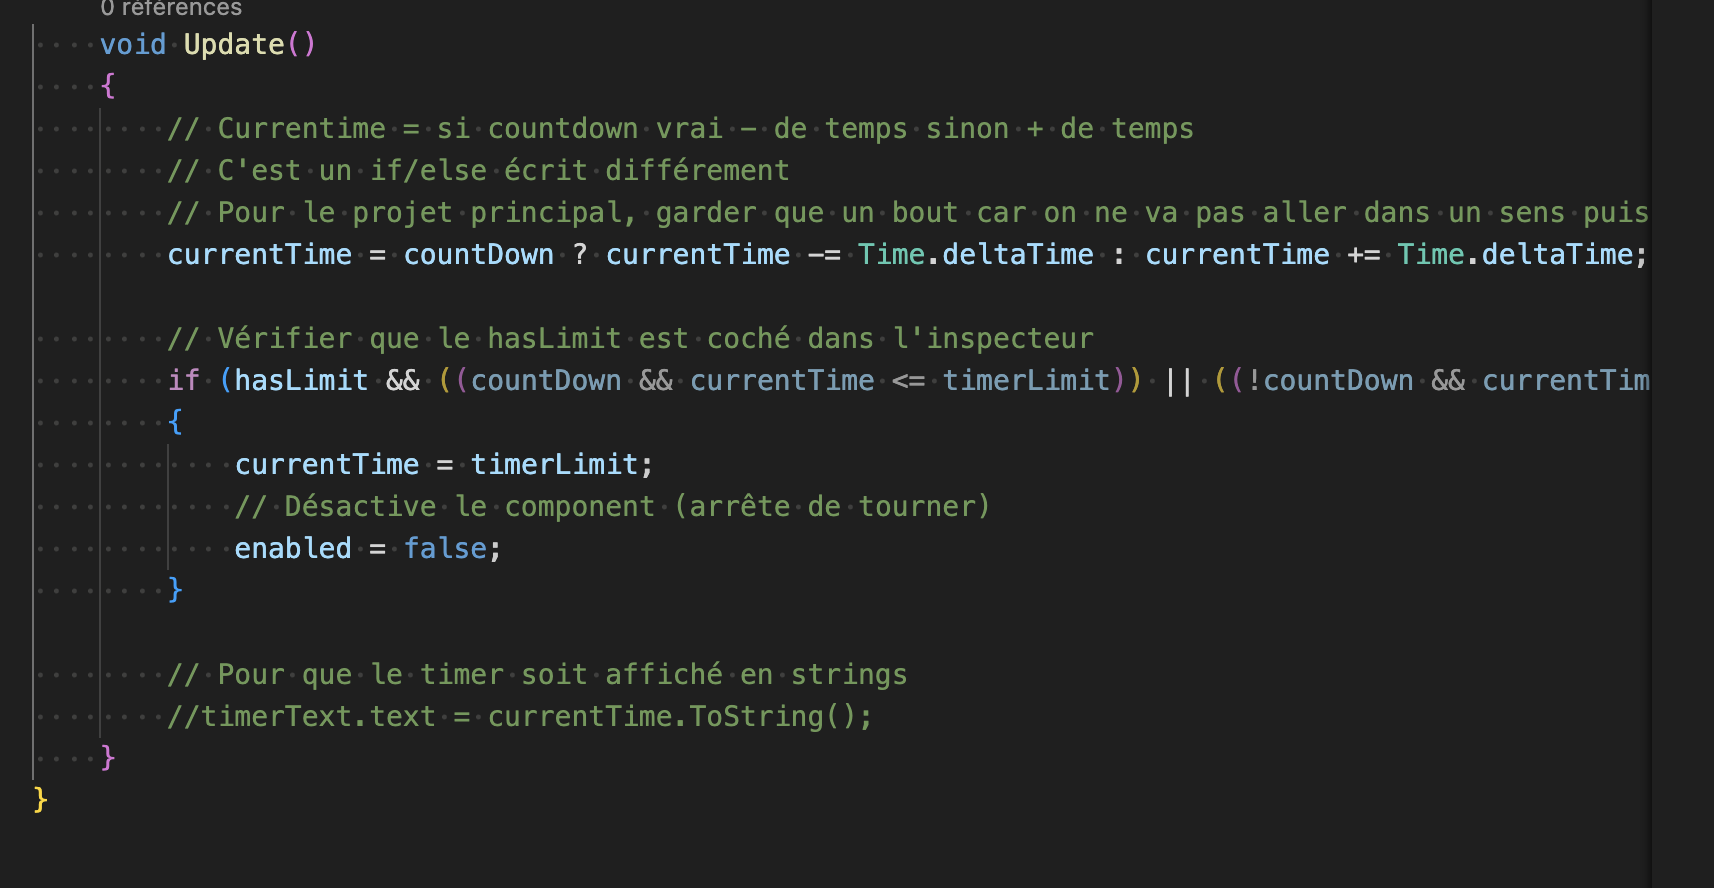 0 références
void Update()
{
// Currentime = si countdown vrai - de temps sinon + de temps
// C'est un if/else écrit différement
// Pour le projet principal, garder que un bout car on ne va pas aller dans un sens puis
currentTime = countDown ? currentTime -= Time.deltaTime : currentTime += Time.deltaTime;
// Vérifier que le hasLimit est coché dans l'inspecteur
if (hasLimit && ((countDown && currentTime <= timerLimit)) || ((!countDown && currentTim
{
currentTime = timerLimit;
// Désactive le component (arrête de tourner)
enabled = false;
}
// Pour que le timer soit affiché en strings
//timerText.text = currentTime.ToString();
}
}